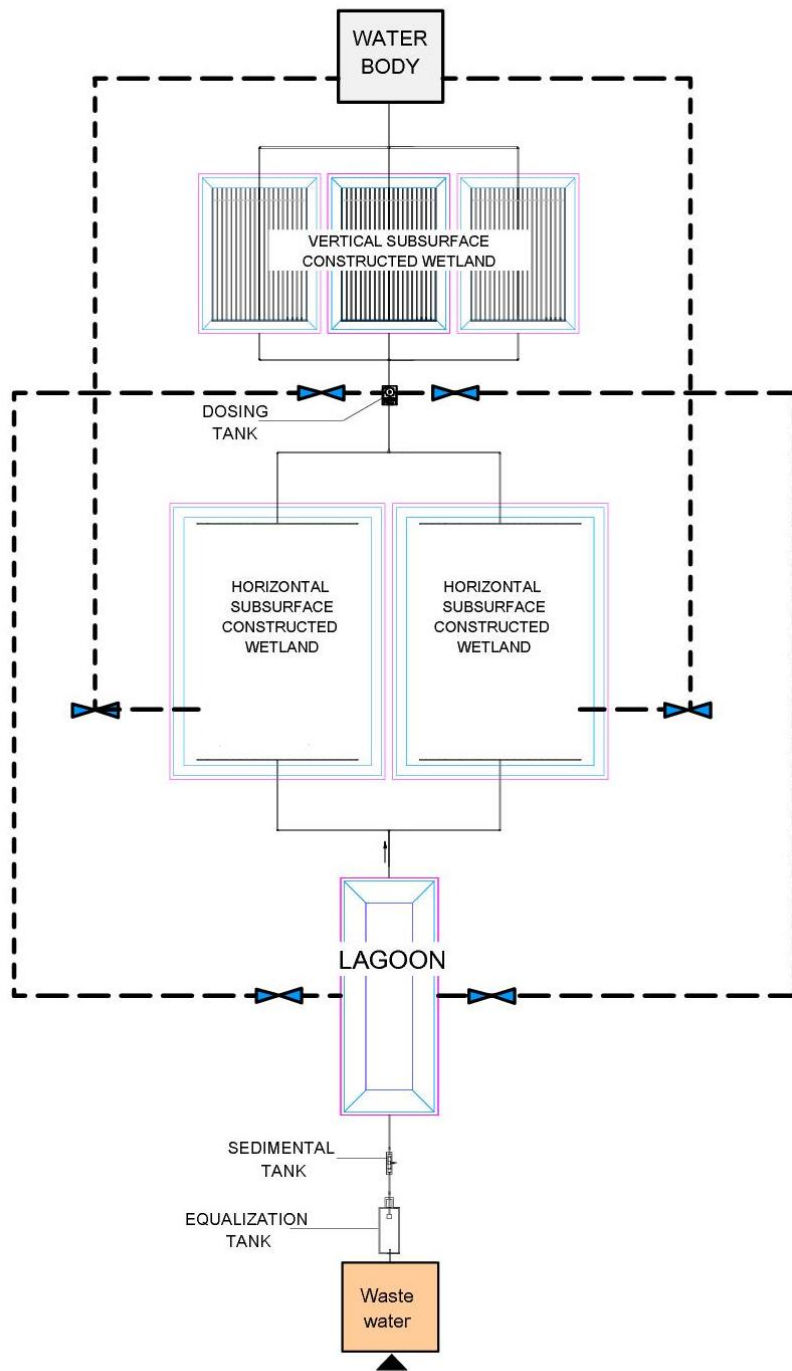 WATER
BODY
VERTICAL SUBSURFACE
CONSTRUCTED WETLAND
DOSING
TANK
HORIZONTAL
SUBSURFACE
CONSTRUCTED
WETLAND
HORIZONTAL
SUBSURFACE
CONSTRUCTED
WETLAND
LAGOON
SEDIMENTAL
TANK
EQUALIZATION
TANK
Waste
water